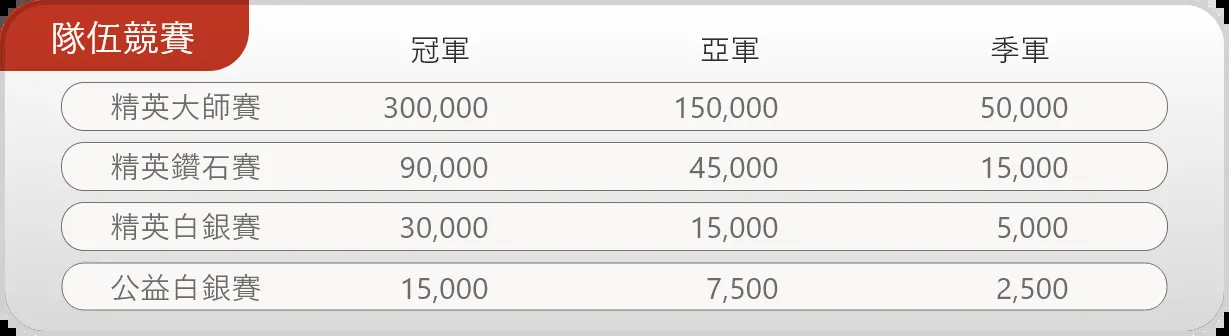 隊伍競賽
冠軍 亞軍 季軍
精英大師賽 300,000 150,000 50,000
精英鑽石賽 90,000 45,000 15,000
精英白銀賽 30,000 15,000 5,000
公益白銀賽 15,000 7,500 2,500